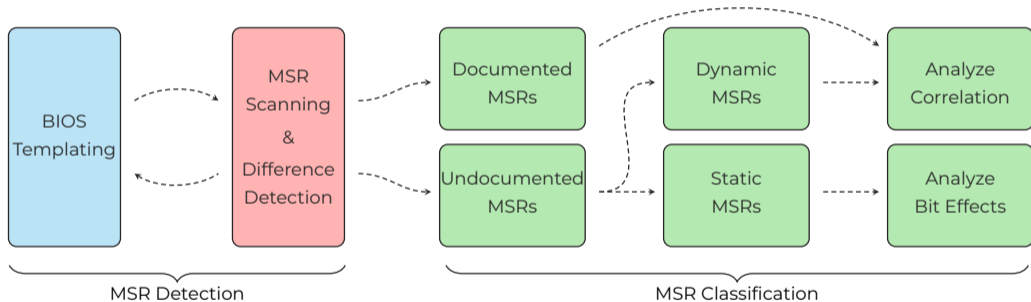 BIOS
Templating
MSR
Scanning
&
Difference
Detection
Documented
MSRs
Undocumented
MSRs
Dynamic
MSRs
Static
MSRs
Analyze
Correlation
Analyze
Bit Effects
MSR Detection
MSR Classification